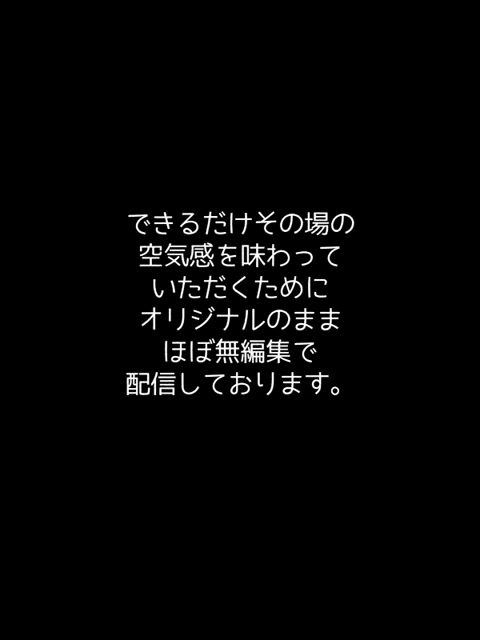 できるだけその場の
空気感を味わって
いただくために
オリジナルのまま
ほぼ無編集で
配信しております。